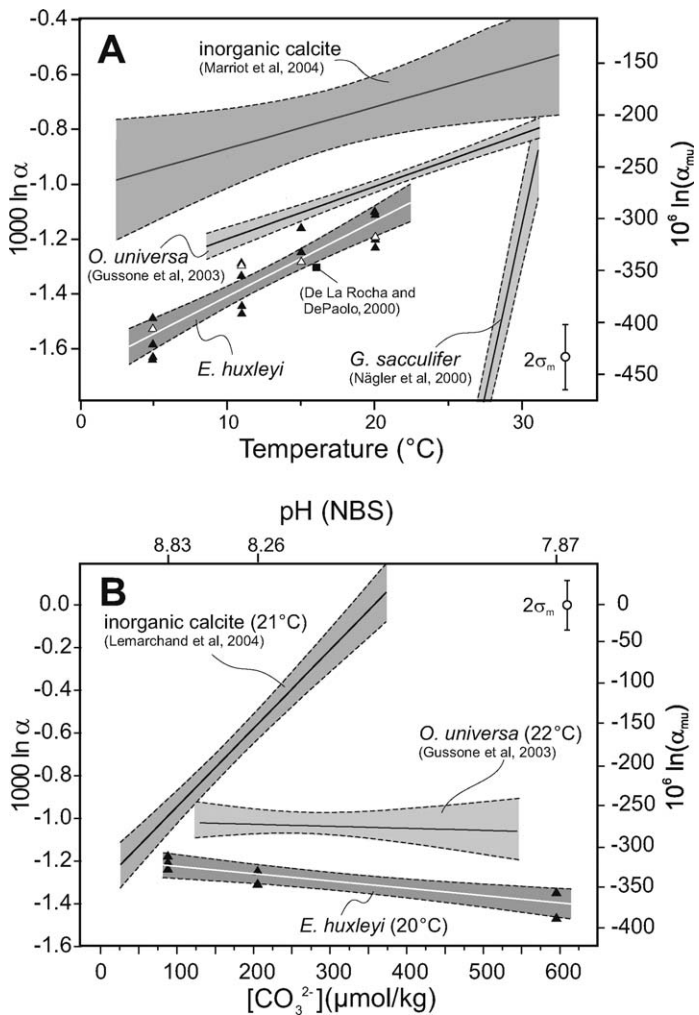 A
inorganic calcite
(Marriot et al, 2004)
O. universa
(Gussone et al, 2003)
(De La Rocha and
DePaolo, 2000)
E. huxleyi
G. sacculifer
(Nägler et al, 2000)
2σm
1000 ln α
-0.4
-0.6
-0.8
-1.0
-1.2
-1.4
-1.6
10⁶ ln(αmu)
-150
-200
-250
-300
-350
-400
-450
0 10 20 30
Temperature (°C)
pH (NBS)
8.83 8.26 7.87
B
inorganic calcite (21°C)
(Lemarchand et al, 2004)
2σm
O. universa (22°C)
(Gussone et al, 2003)
E. huxleyi (20°C)
1000 ln α
0.0
-0.2
-0.4
-0.6
-0.8
-1.0
-1.2
-1.4
-1.6
10⁶ ln(αmu)
0
-50
-100
-150
-200
-250
-300
-350
-400
0 100 200 300 400 500 600
[CO₃²⁻](µmol/kg)